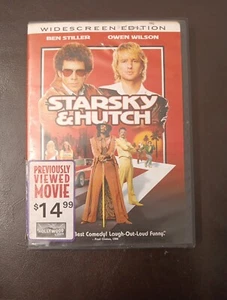 WIDESCREEN EDITION
BEN STILLER OWEN WILSON
STARSKY
& HUTCH
PREVIOUSLY
VIEWED
MOVIE
$14.99
HOLLYWOOD
Best Comedy! Laugh-Out-Loud Funny."